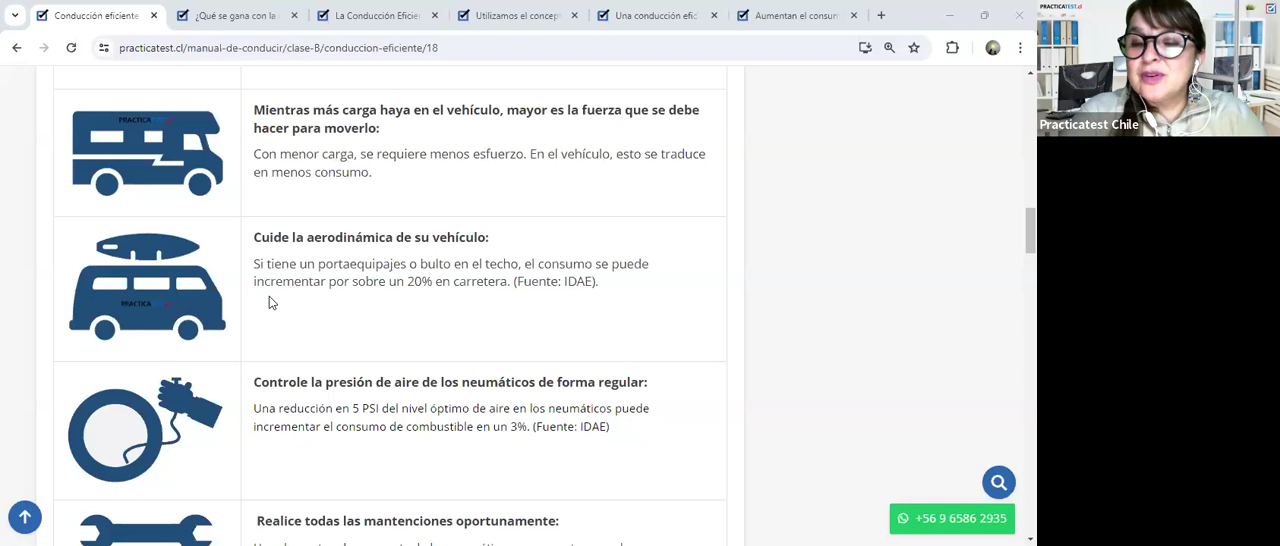 Conducción eficiente
¿Qué se gana con la
La Conducción Eficien
Utilizamos el concept
Una conducción efic
Aumentan el consum
practicatest.cl/manual-de-conducir/clase-B/conduccion-eficiente/18
PRACTICATEST.cl
Practicatest Chile
Mientras más carga haya en el vehículo, mayor es la fuerza que se debe
hacer para moverlo:
Con menor carga, se requiere menos esfuerzo. En el vehículo, esto se traduce
en menos consumo.
Cuide la aerodinámica de su vehículo:
Si tiene un portaequipajes o bulto en el techo, el consumo se puede
incrementar por sobre un 20% en carretera. (Fuente: IDAE).
Controle la presión de aire de los neumáticos de forma regular:
Una reducción en 5 PSI del nivel óptimo de aire en los neumáticos puede
incrementar el consumo de combustible en un 3%. (Fuente: IDAE)
Realice todas las mantenciones oportunamente:
+56 9 6586 2935